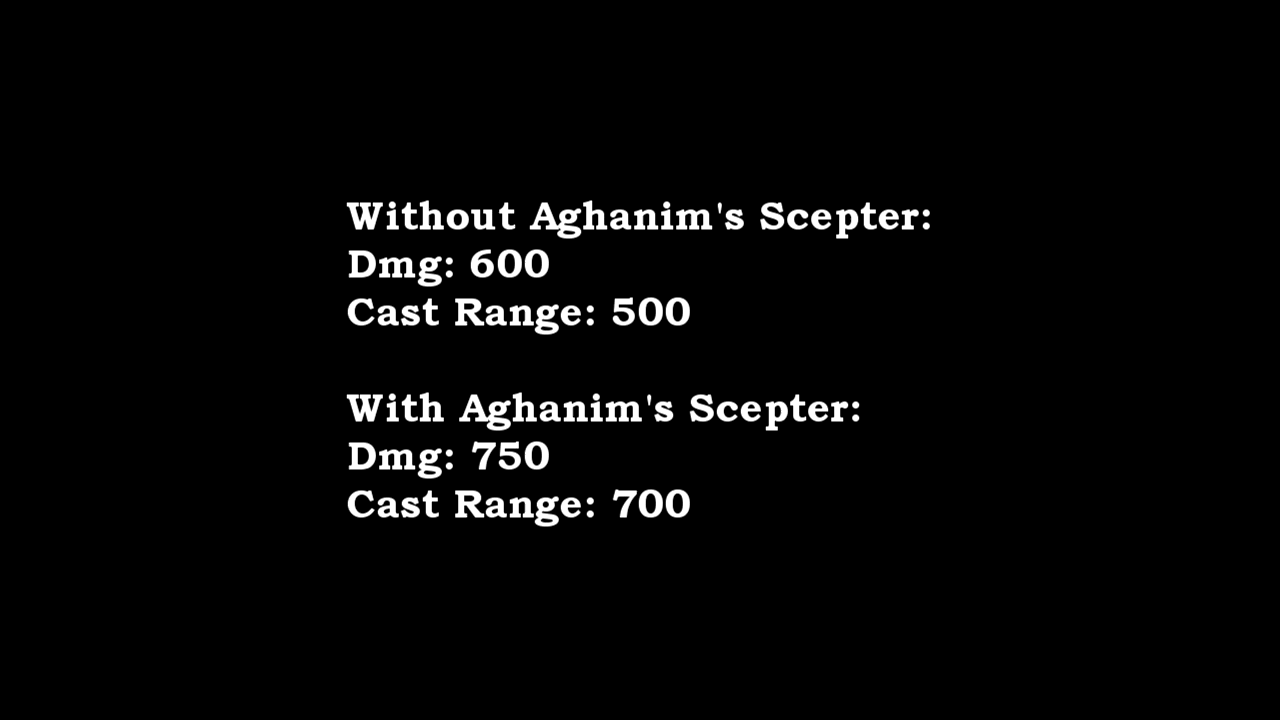 Without Aghanim's Scepter:
Dmg: 600
Cast Range: 500
With Aghanim's Scepter:
Dmg: 750
Cast Range: 700